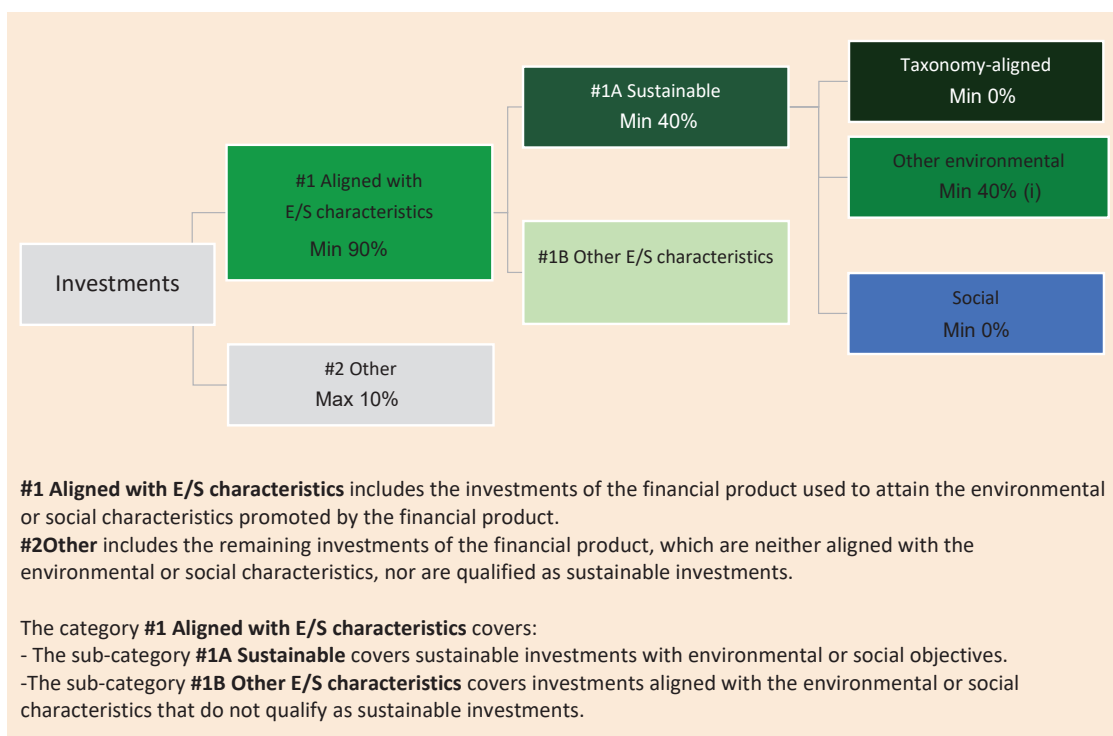 Investments
#1 Aligned with
E/S characteristics
Min 90%
#2 Other
Max 10%
#1A Sustainable
Min 40%
#1B Other E/S characteristics
Taxonomy-aligned
Min 0%
Other environmental
Min 40% (i)
Social
Min 0%
#1 Aligned with E/S characteristics includes the investments of the financial product used to attain the environmental
or social characteristics promoted by the financial product.
#2Other includes the remaining investments of the financial product, which are neither aligned with the
environmental or social characteristics, nor are qualified as sustainable investments.
The category #1 Aligned with E/S characteristics covers:
- The sub-category #1A Sustainable covers sustainable investments with environmental or social objectives.
-The sub-category #1B Other E/S characteristics covers investments aligned with the environmental or social
characteristics that do not qualify as sustainable investments.